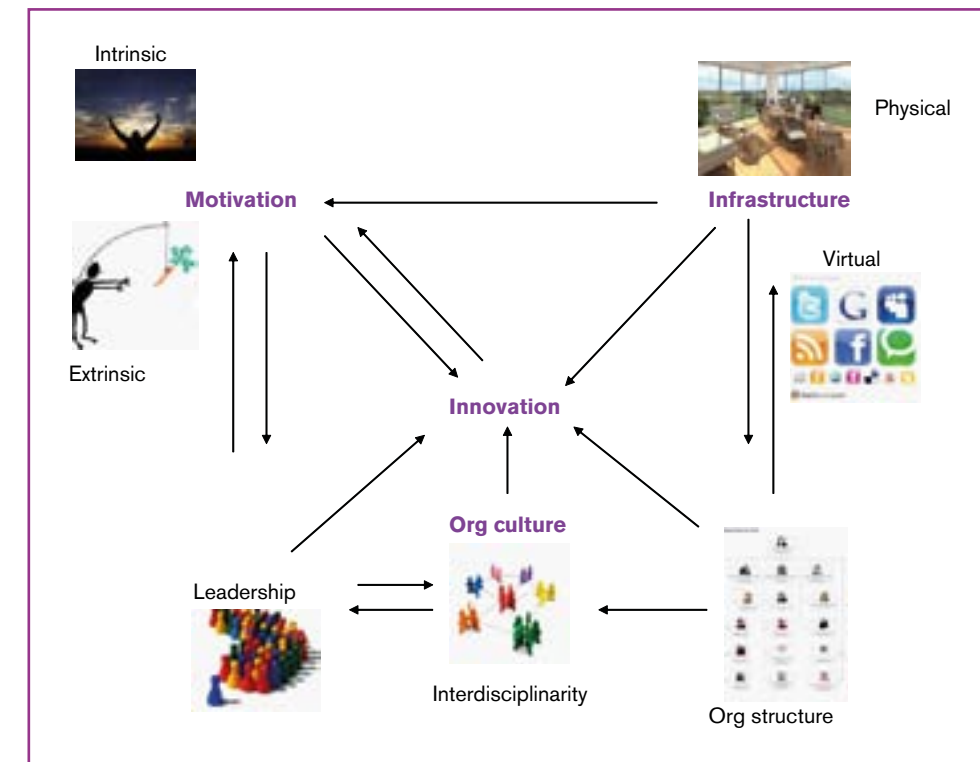 Intrinsic
Physical
Motivation
Infrastructure
Virtual
Extrinsic
Innovation
Org culture
Leadership
Interdisciplinarity
Org structure